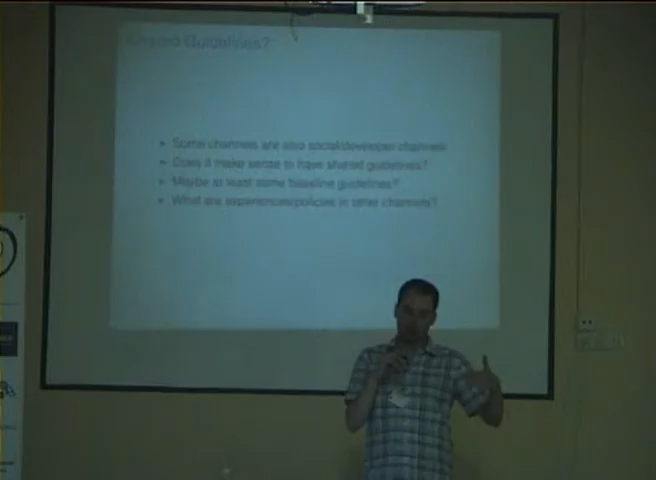 Shared Guidelines?
Some channels are also social/developer channels
Does it make sense to have shared guidelines?
Maybe at least some baseline guidelines?
What are experiences/policies in other channels?